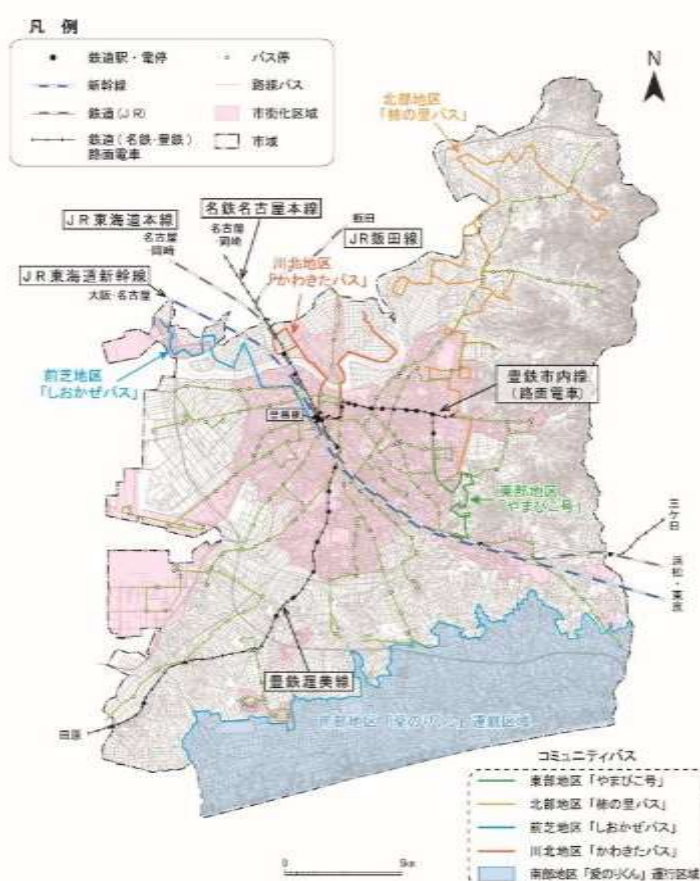 凡 例
鉄道駅・電停
バス停
新幹線
路線バス
鉄道(JR)
市街化区域
鉄道(名鉄・豊鉄)
路面電車
市域
N
北部地区
「柿の里バス」
名鉄名古屋本線
名古屋
・岡崎
飯田
JR飯田線
JR東海道本線
名古屋
・岡崎
川北地区
「かわきたバス」
JR東海道新幹線
大阪・名古屋
前芝地区
「しおかぜバス」
豊鉄市内線
(路面電車)
豊橋駅
東部地区
「やまびこ号」
三ケ日
浜松・東京
豊鉄渥美線
南部地区「愛のりくん」運行区域
田原
コミュニティバス
東部地区「やまびこ号」
北部地区「柿の里バス」
前芝地区「しおかぜバス」
川北地区「かわきたバス」
南部地区「愛のりくん」運行区域
0 5km